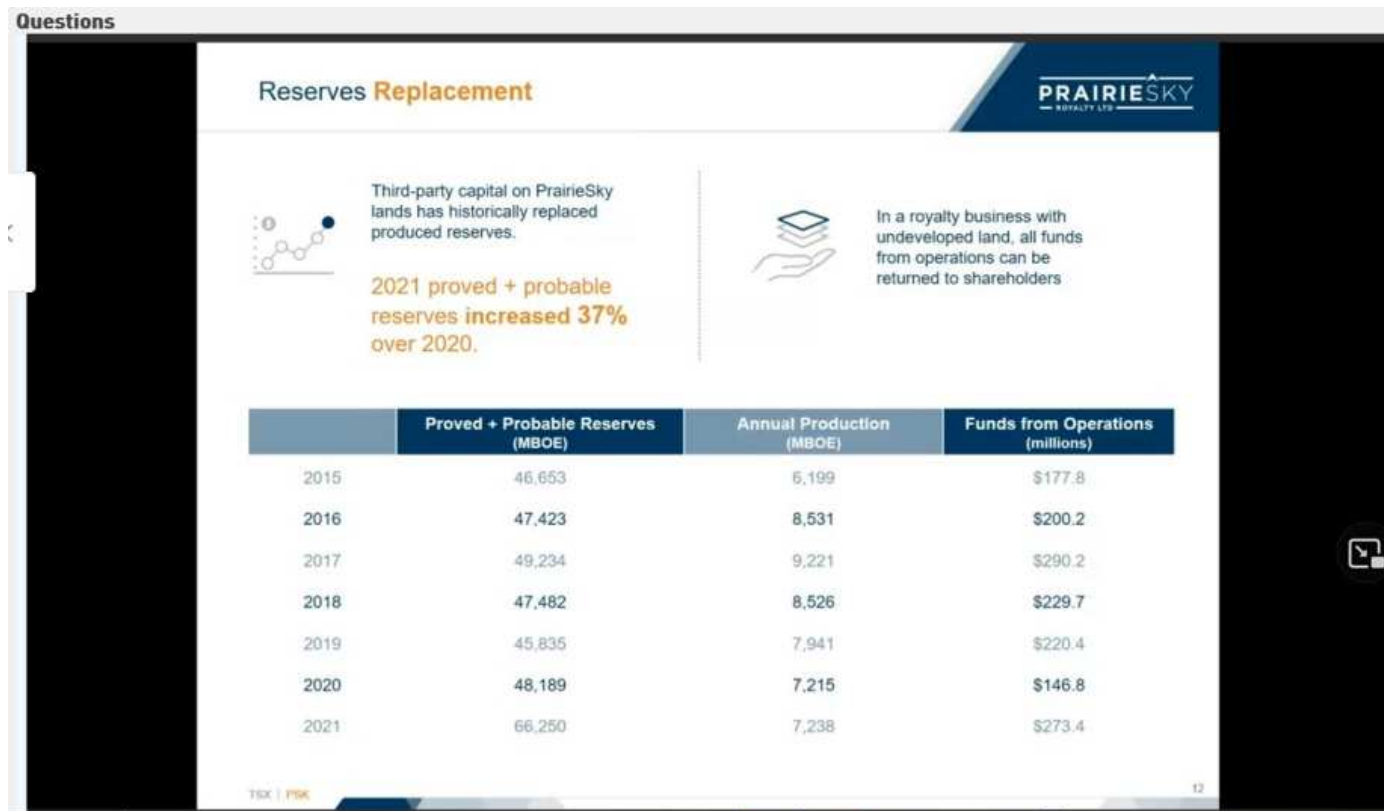 Questions
Reserves Replacement
PRAIRIESKY
ROYALTY LTD
Third-party capital on PrairieSky
lands has historically replaced
produced reserves.
2021 proved + probable
reserves increased 37%
over 2020.
In a royalty business with
undeveloped land, all funds
from operations can be
returned to shareholders
Proved + Probable Reserves Annual Production Funds from Operations
(MBOE) (MBOE) (millions)
2015 46,653 6,199 $177.8
2016 47,423 8,531 $200.2
2017 49,234 9,221 $290.2
2018 47,482 8,526 $229.7
2019 45,835 7,941 $220.4
2020 48,189 7,215 $146.8
2021 66,250 7,238 $273.4
TSX | PSK
12